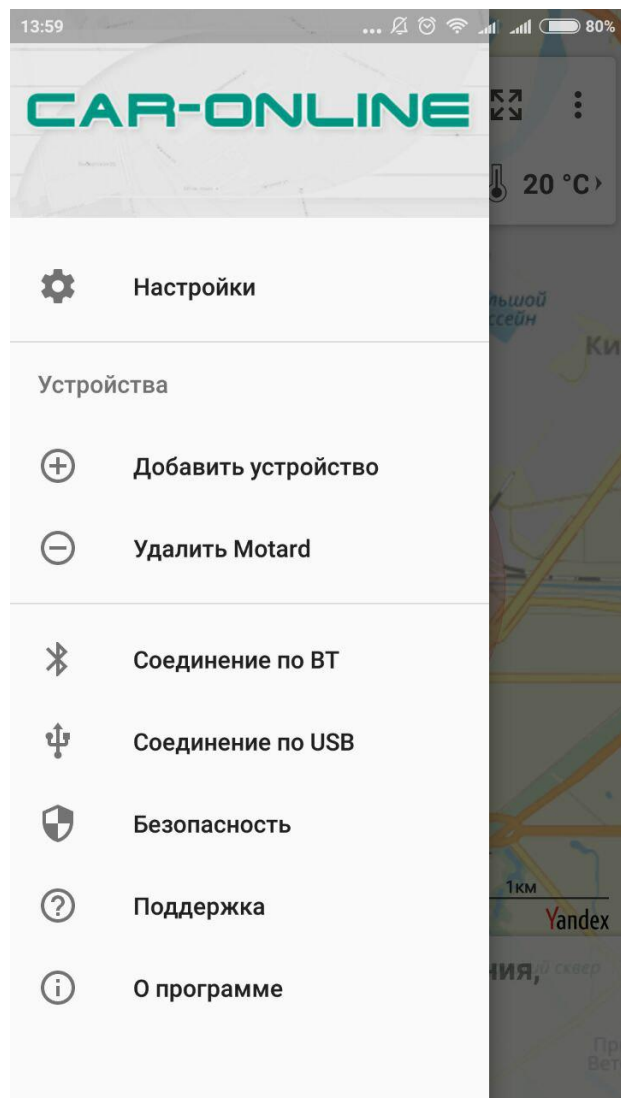 13:59
80%
CAR-ONLINE
20 °C
Настройки
Устройства
Добавить устройство
Удалить Motard
Соединение по BT
Соединение по USB
Безопасность
Поддержка
О программе
1км
Yandex
сквер